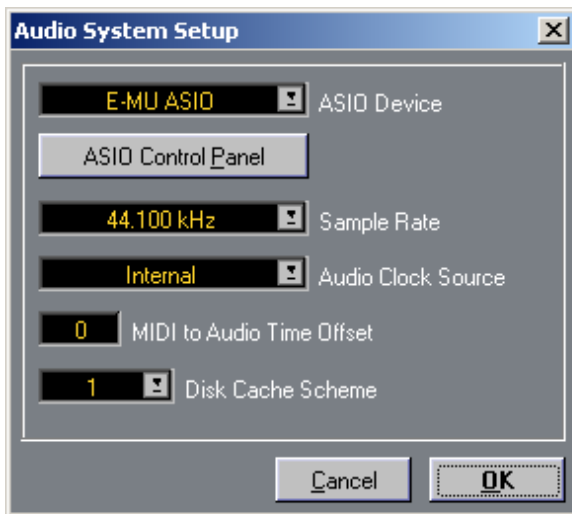 Audio System Setup
E-MU ASIO ASIO Device
ASIO Control Panel
44.100 kHz Sample Rate
Internal Audio Clock Source
0 MIDI to Audio Time Offset
1 Disk Cache Scheme
Cancel OK